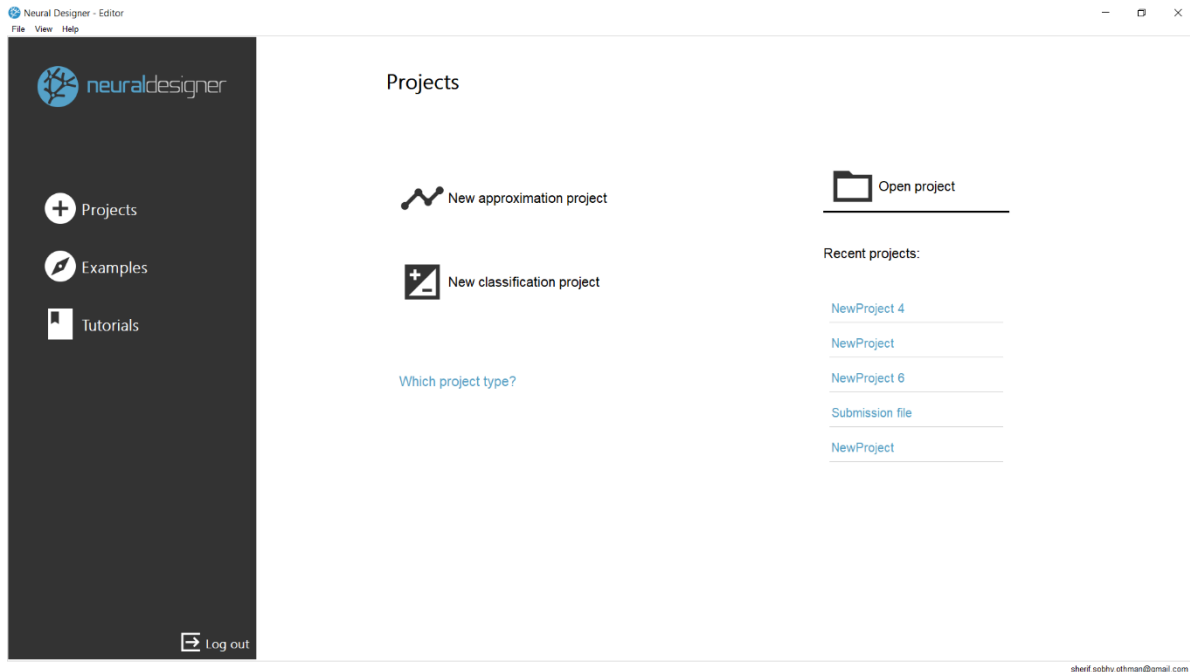 Neural Designer - Editor
File View Help
neuraldesigner
Projects
Examples
Tutorials
Log out
Projects
New approximation project
New classification project
Which project type?
Open project
Recent projects:
NewProject 4
NewProject
NewProject 6
Submission file
NewProject
sherif.sobhy.othman@gmail.com